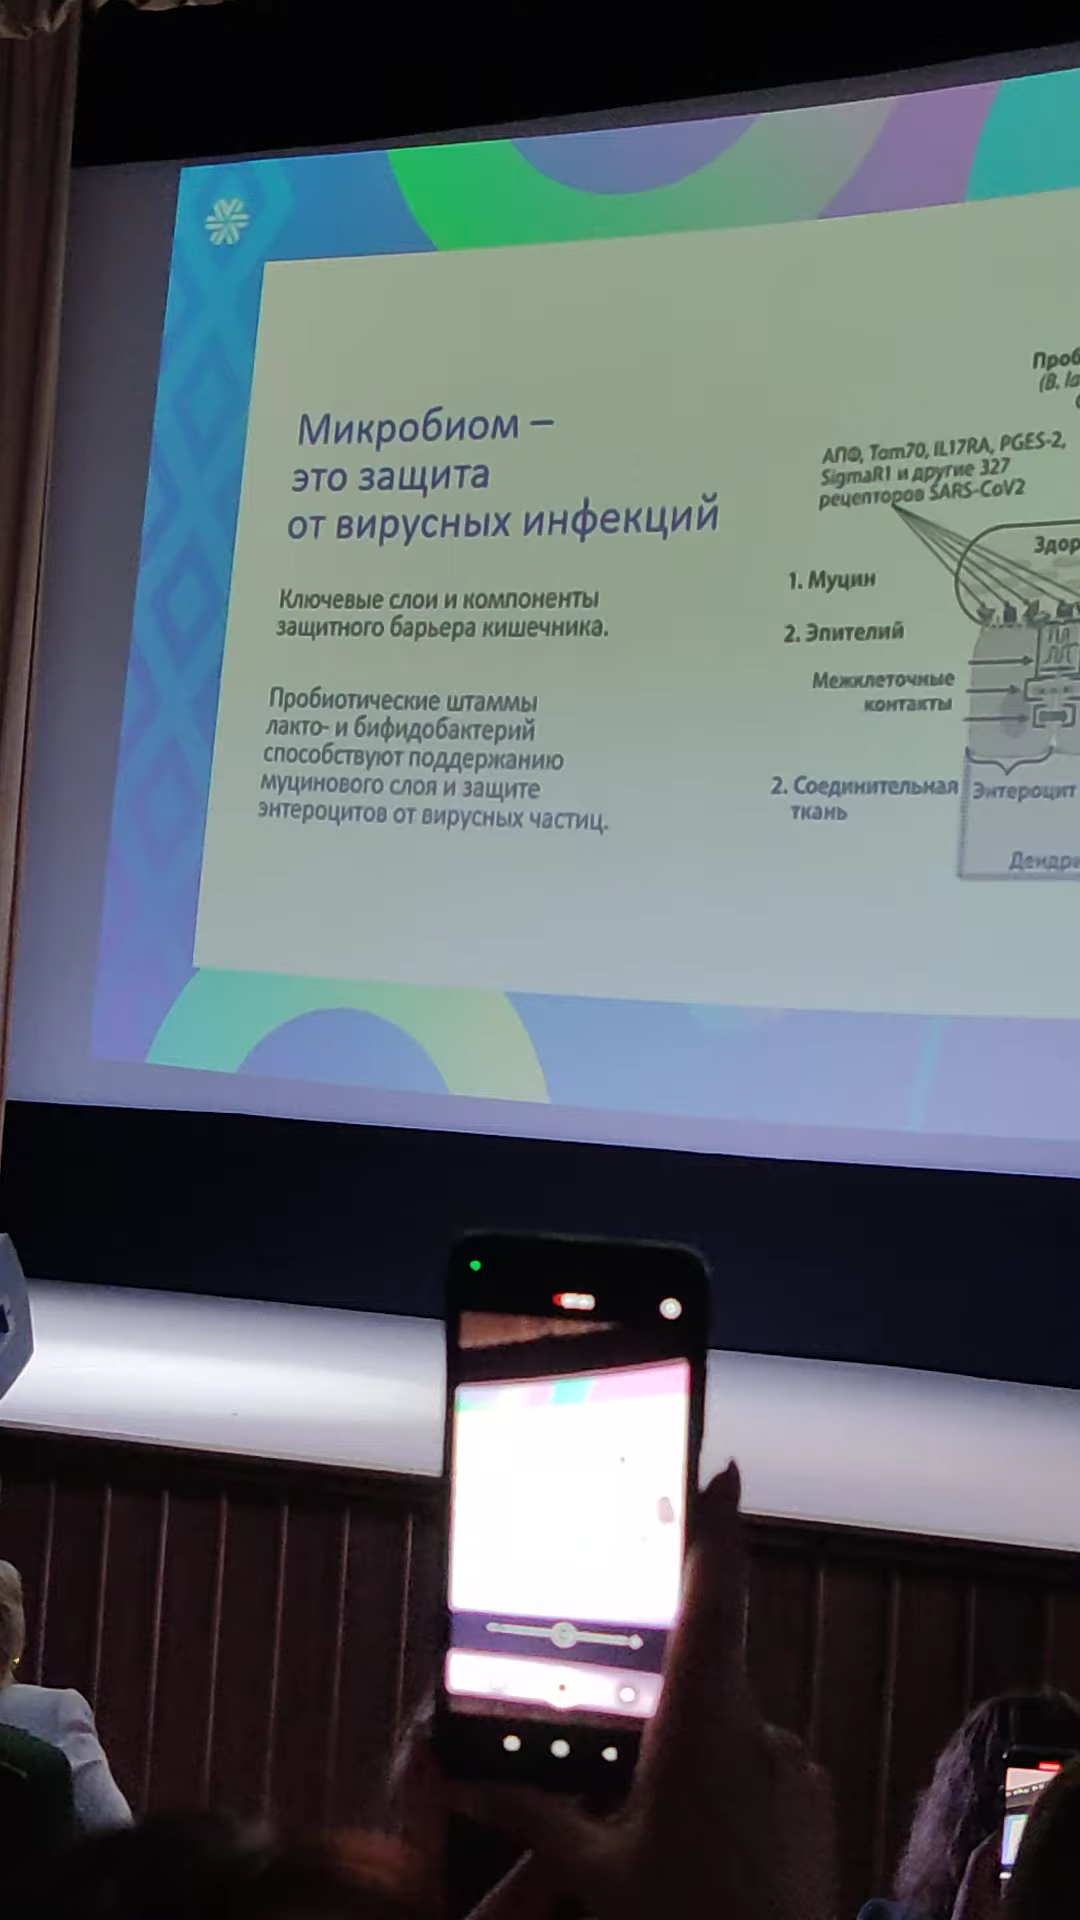 Микробиом –
это защита
от вирусных инфекций
Ключевые слои и компоненты
защитного барьера кишечника.
Пробиотические штаммы
лакто- и бифидобактерий
способствуют поддержанию
муцинового слоя и защите
энтероцитов от вирусных частиц.
(B.
АПФ, Tom70, IL17RA, PGES-2,
SigmaR1 и другие 327
рецепторов SARS-CoV2
1. Муцин
2. Эпителий
Межклеточные
контакты
2. Соединительная
ткань
Энтероцит